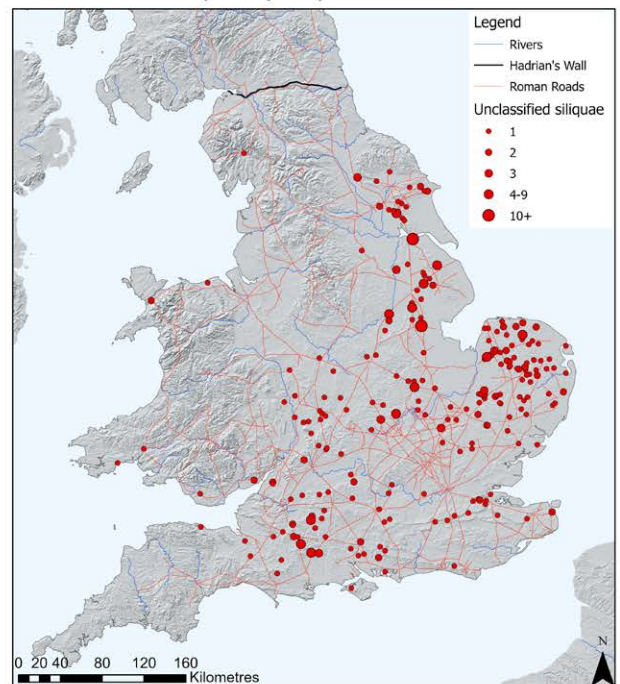 Legend
Rivers
Hadrian's Wall
Roman Roads
Unclassified siliquae
1
2
3
4-9
10+
N
0 20 40 80 120 160
Kilometres